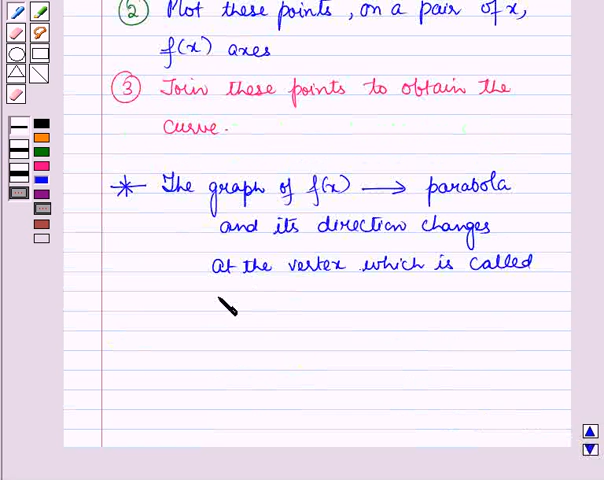 ② Plot these points, on a pair of x,
f(x) axes
③ Join these points to obtain the
curve.
* The graph of f(x) → parabola
and its direction changes
at the vertex which is called